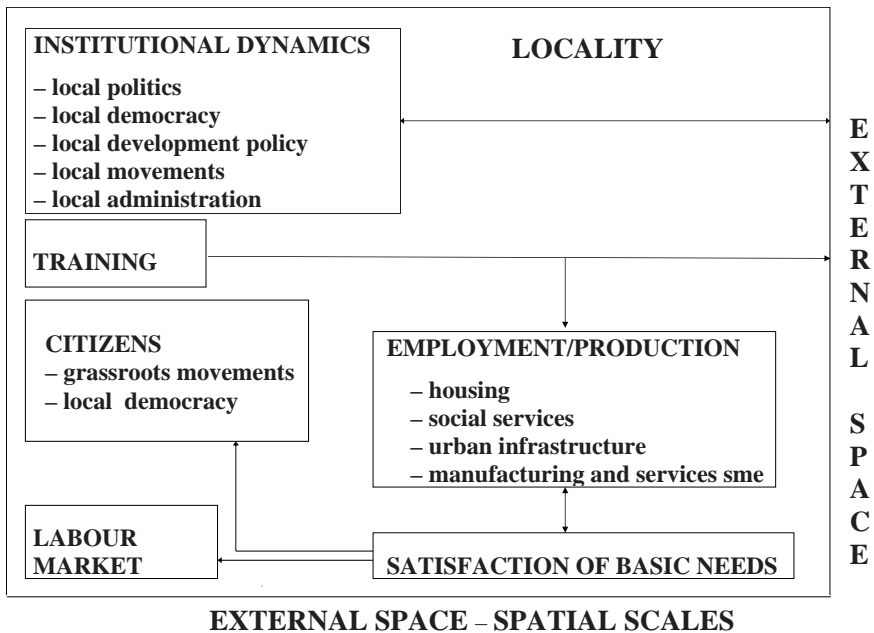 INSTITUTIONAL DYNAMICS
– local politics
– local democracy
– local development policy
– local movements
– local administration
LOCALITY
TRAINING
CITIZENS
– grassroots movements
– local democracy
EMPLOYMENT/PRODUCTION
– housing
– social services
– urban infrastructure
– manufacturing and services sme
LABOUR
MARKET
SATISFACTION OF BASIC NEEDS
EXTERNAL SPACE
EXTERNAL SPACE – SPATIAL SCALES